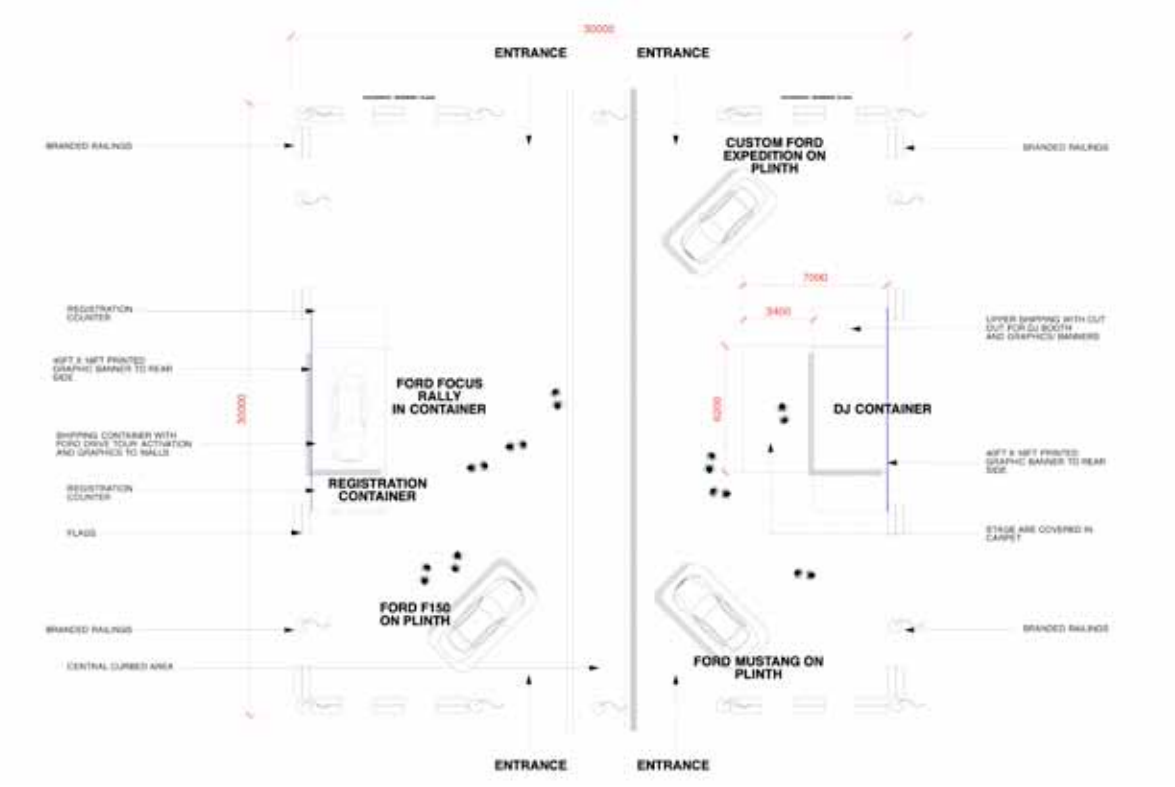 30000
ENTRANCE
ENTRANCE
BRANDED RAILINGS
CUSTOM FORD
EXPEDITION ON
PLINTH
BRANDED RAILINGS
7000
REGISTRATION
COUNTER
3400
UPPER SHIPPING WITH CUT
OUT FOR DJ BOOTH
AND GRAPHICS/ BANNERS
40FT X 16FT PRINTED
GRAPHIC BANNER TO REAR
SIDE
30000
FORD FOCUS
RALLY
IN CONTAINER
6200
DJ CONTAINER
SHIPPING CONTAINER WITH
FORD DRIVE TOUR ACTIVATION
AND GRAPHICS TO WALLS
40FT X 16FT PRINTED
GRAPHIC BANNER TO REAR
SIDE
REGISTRATION
COUNTER
REGISTRATION
CONTAINER
FLAGS
STAGE ARE COVERED IN
CARPET
FORD F150
ON PLINTH
BRANDED RAILINGS
BRANDED RAILINGS
CENTRAL CURBED AREA
FORD MUSTANG ON
PLINTH
ENTRANCE
ENTRANCE